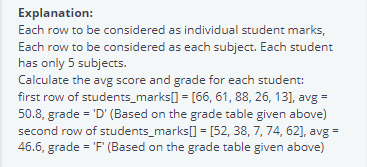 Explanation:
Each row to be considered as individual student marks,
Each row to be considered as each subject. Each student
has only 5 subjects.
Calculate the avg score and grade for each student:
first row of students_marks[] = [66, 61, 88, 26, 13], avg =
50.8, grade = 'D' (Based on the grade table given above)
second row of students_marks[] = [52, 38, 7, 74, 62], avg =
46.6, grade = 'F' (Based on the grade table given above)